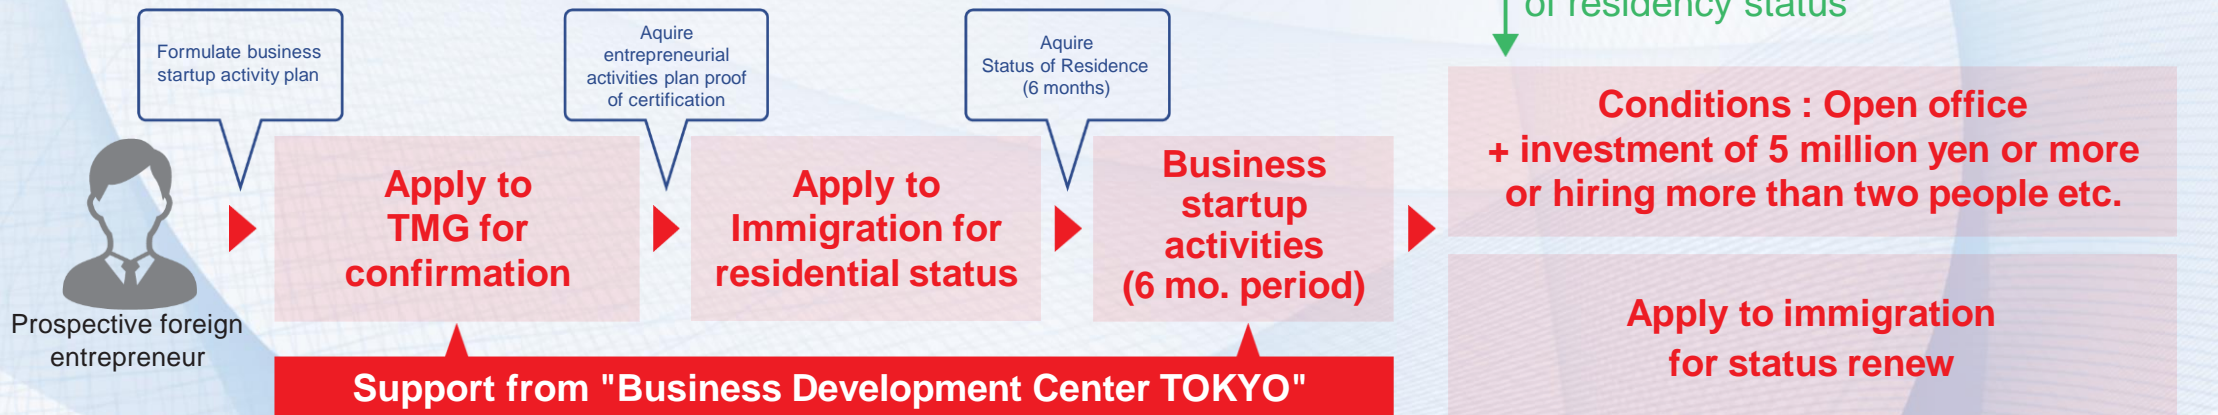 of residency status
Formulate business
startup activity plan
Aquire
entrepreneurial
activities plan proof
of certification
Aquire
Status of Residence
(6 months)
Prospective foreign
entrepreneur
Apply to
TMG for
confirmation
Apply to
Immigration for
residential status
Business
startup
activities
(6 mo. period)
Conditions : Open office
+ investment of 5 million yen or more
or hiring more than two people etc.
Apply to immigration
for status renew
Support from "Business Development Center TOKYO"